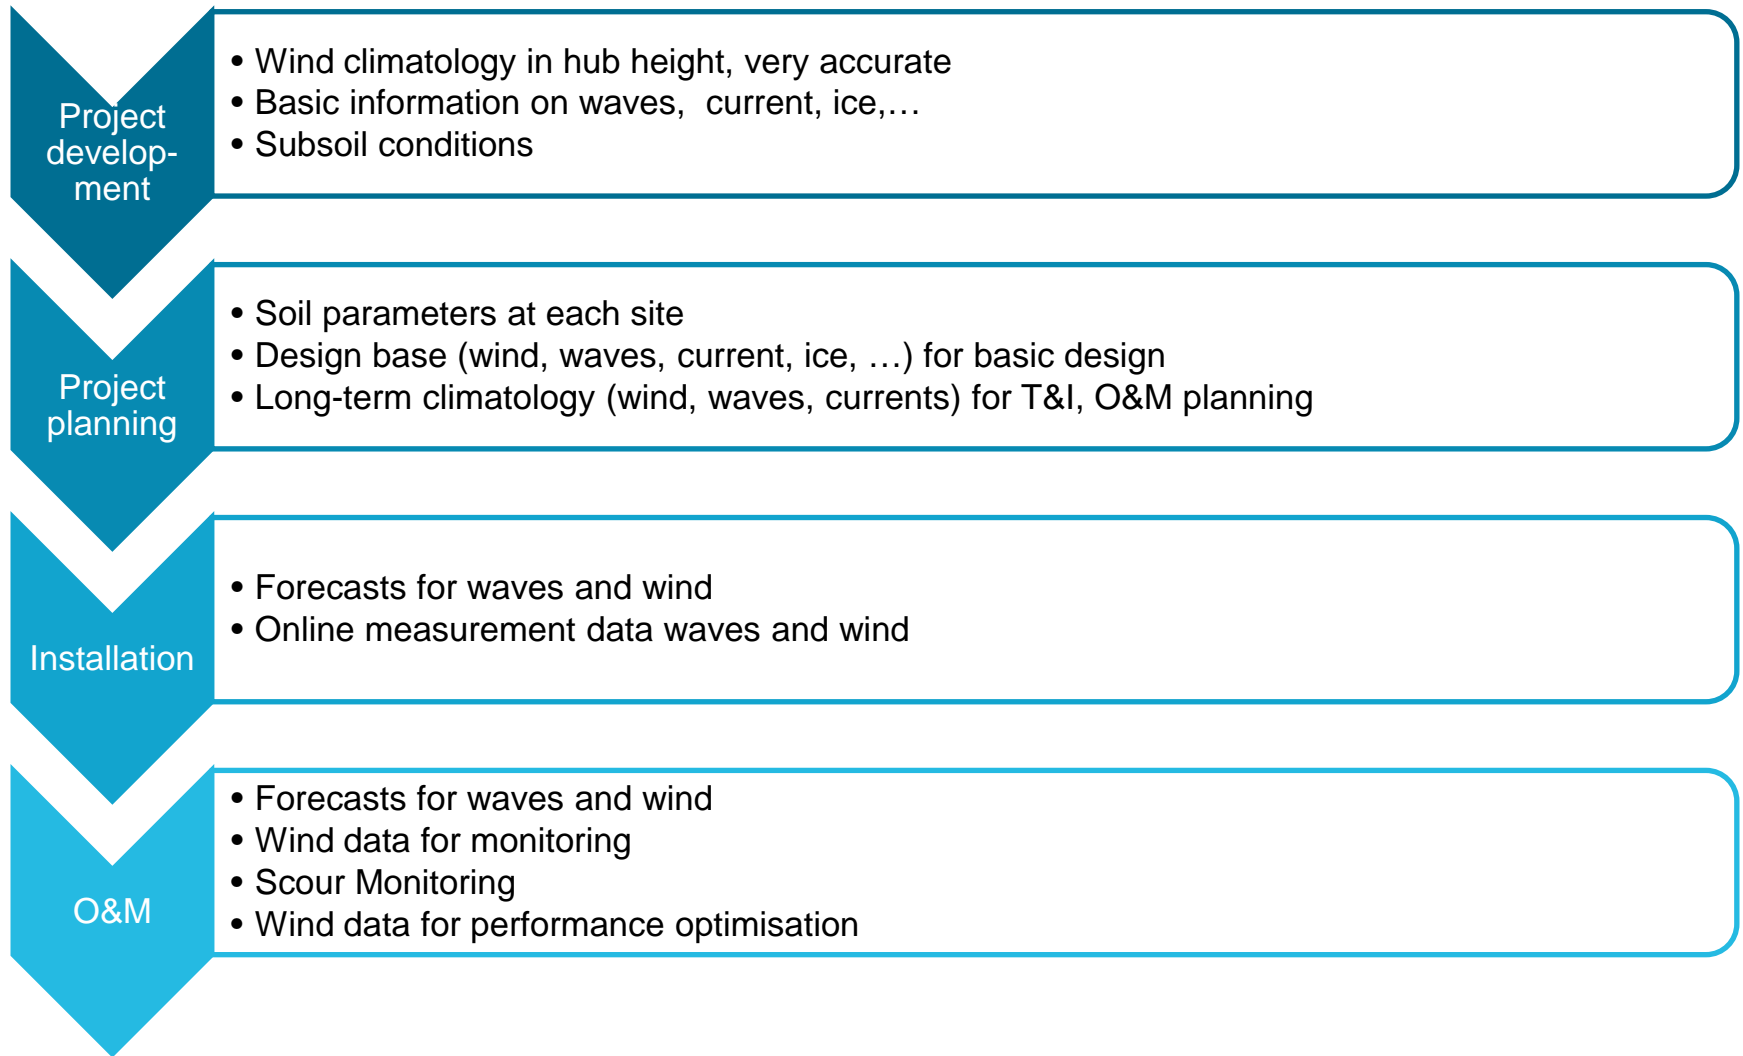 Project
develop-
ment
• Wind climatology in hub height, very accurate
• Basic information on waves,  current, ice,…
• Subsoil conditions
Project
planning
• Soil parameters at each site
• Design base (wind, waves, current, ice, …) for basic design
• Long-term climatology (wind, waves, currents) for T&I, O&M planning
Installation
• Forecasts for waves and wind
• Online measurement data waves and wind
O&M
• Forecasts for waves and wind
• Wind data for monitoring
• Scour Monitoring
• Wind data for performance optimisation